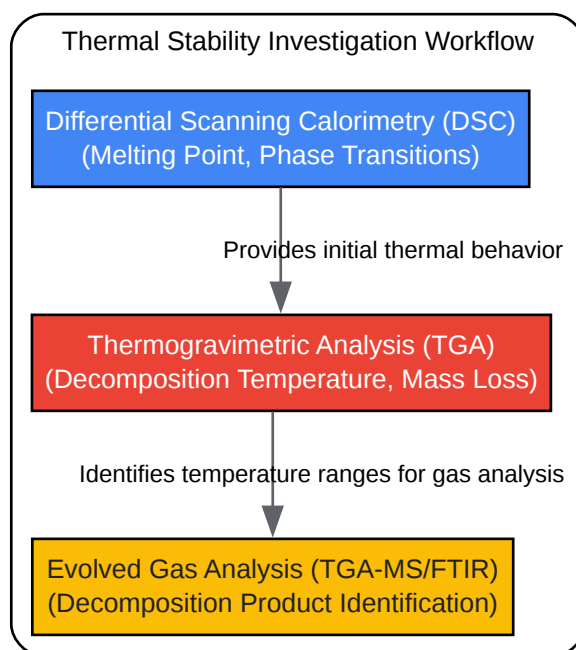 Thermal Stability Investigation Workflow
Differential Scanning Calorimetry (DSC)
(Melting Point, Phase Transitions)
Provides initial thermal behavior
Thermogravimetric Analysis (TGA)
(Decomposition Temperature, Mass Loss)
Identifies temperature ranges for gas analysis
Evolved Gas Analysis (TGA-MS/FTIR)
(Decomposition Product Identification)